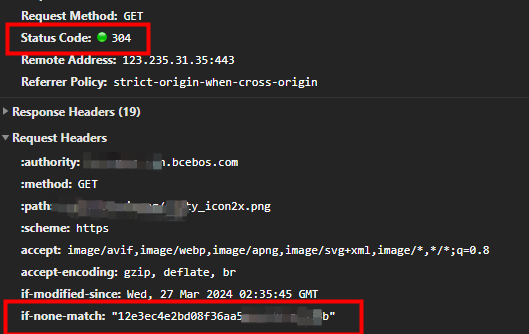 Request Method: GET
Status Code: 304
Remote Address: 123.235.31.35:443
Referrer Policy: strict-origin-when-cross-origin
Response Headers (19)
Request Headers
:authority: n.bcebos.com
:method: GET
:path: ty_icon2x.png
:scheme: https
accept: image/avif,image/webp,image/apng,image/svg+xml,image/*,*/*;q=0.8
accept-encoding: gzip, deflate, br
if-modified-since: Wed, 27 Mar 2024 02:35:45 GMT
if-none-match: "12e3ec4e2bd08f36aa5 b"